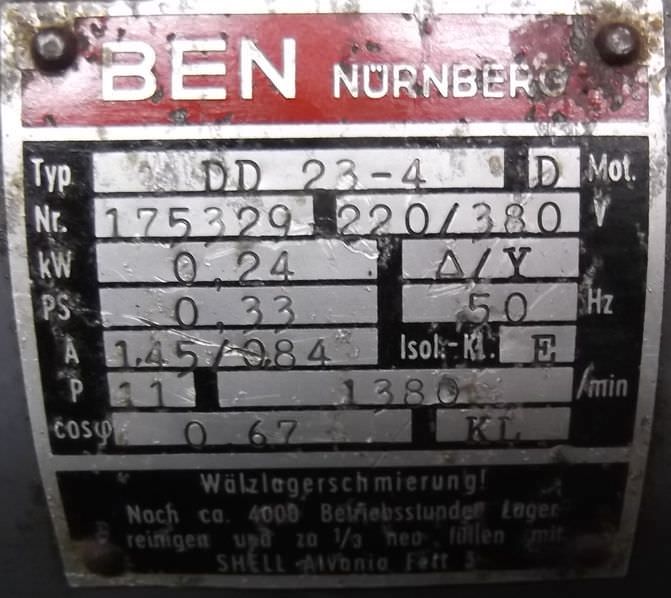 BEN NÜRNBERG
Typ DD 23-4 D Mot.
Nr. 175329 220/380 V
kW 0,24 Δ/Y
PS 0,33 50 Hz
A 1.45/084 Isol.-Kl. E
P 11 1380 /min
cosφ 0 67 KL
Wälzlagerschmierung!
Nach ca. 4000 Betriebsstunden Lager
reinigen und zu 1/3 neu füllen mit
SHELL Alvania Fett 3